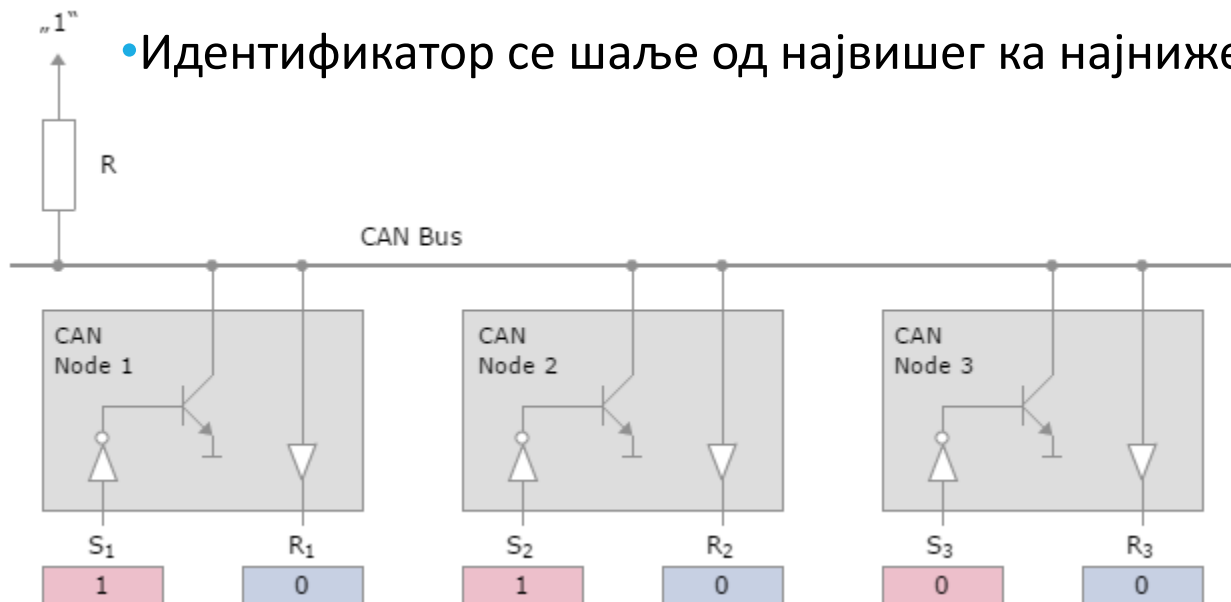 „1“
•Идентификатор се шаље од највишег ка
R
CAN Bus
CAN
Node 1
CAN
Node 2
CAN
Node 3
S₁ R₁ S₂ R₂ S₃ R₃
1 0 1 0 0 0